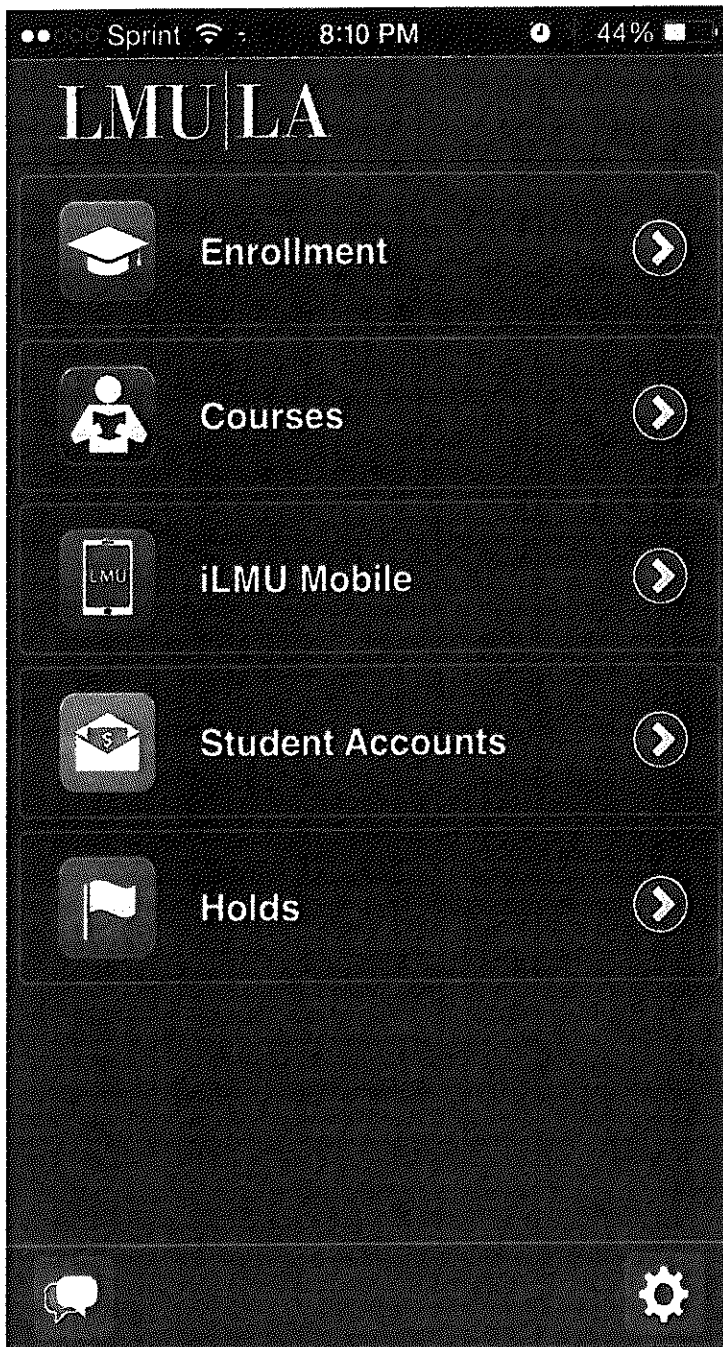 Sprint 8:10 PM 44%
LMU|LA
Enrollment
Courses
LMU
iLMU Mobile
$
Student Accounts
Holds